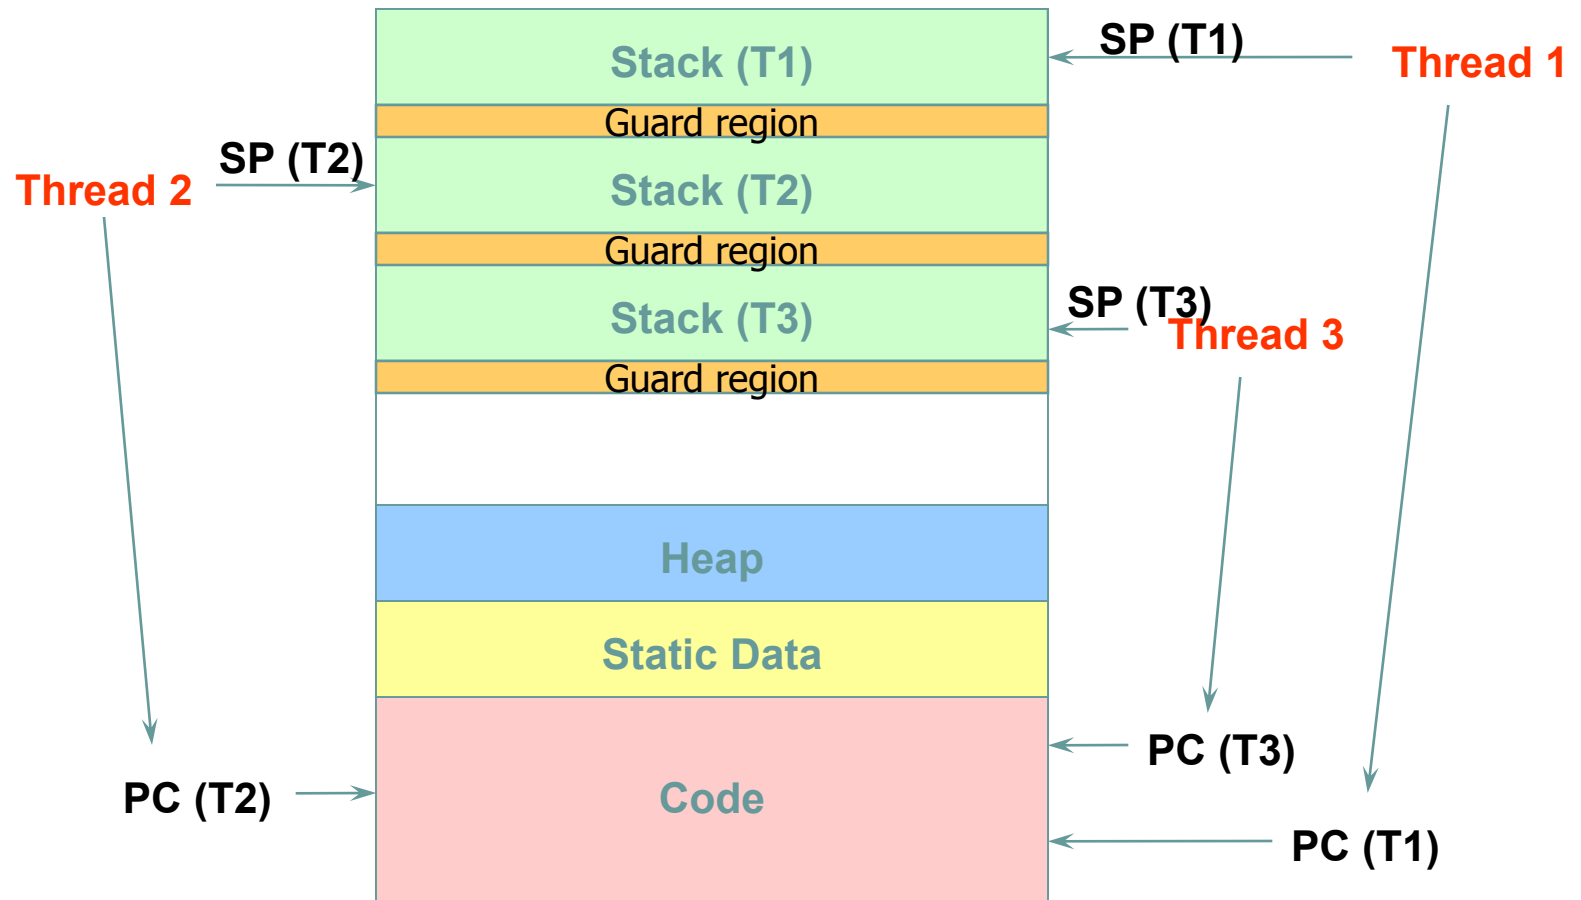 SP (T1)
Stack (T1)
Thread 1
Guard region
SP (T2)
Thread 2
Stack (T2)
Guard region
SP (T3)
Stack (T3)
Thread 3
Guard region
Heap
Static Data
PC (T3)
PC (T2)
Code
PC (T1)